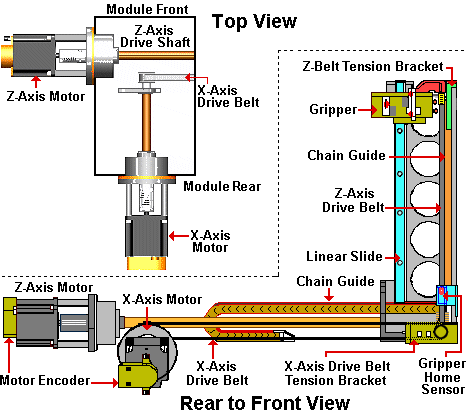 Module Front
Top View
Z-Axis
Drive Shaft
Z-Axis Motor
X-Axis
Drive Belt
Module Rear
X-Axis
Motor
Z-Belt Tension Bracket
Gripper
Chain Guide
Z-Axis
Drive Belt
Linear Slide
Chain Guide
Z-Axis Motor
X-Axis Motor
Motor Encoder
X-Axis
Drive Belt
X-Axis Drive Belt
Tension Bracket
Gripper
Home
Sensor
Rear to Front View